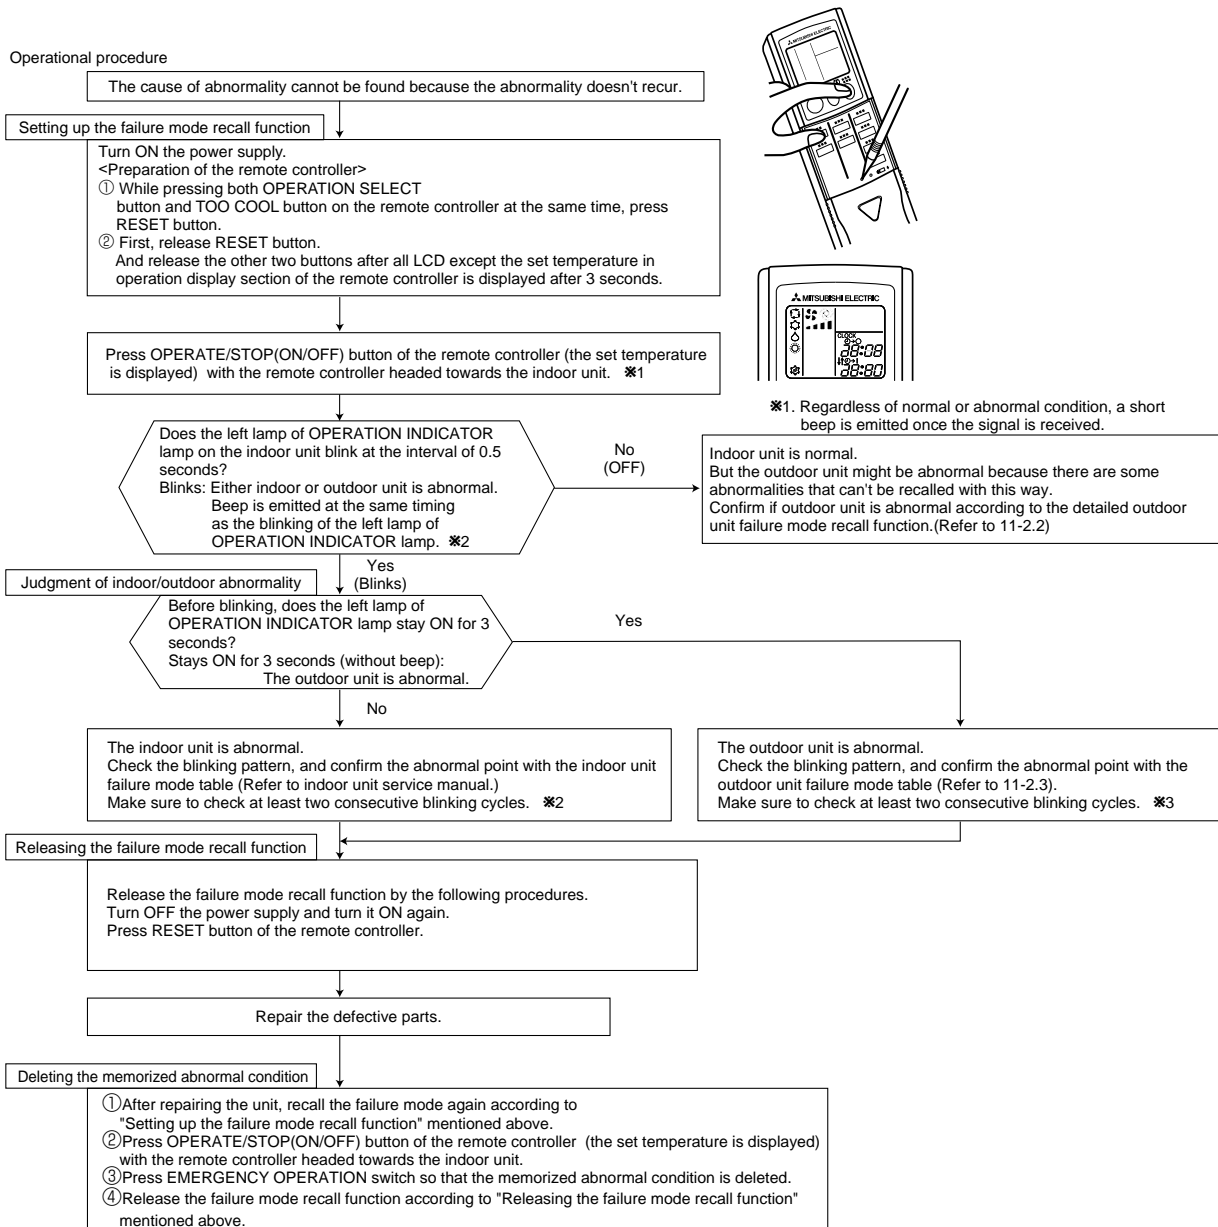 Operational procedure
The cause of abnormality cannot be found because the abnormality doesn't recur.
Setting up the failure mode recall function
Turn ON the power supply.
<Preparation of the remote controller>
① While pressing both OPERATION SELECT
button and TOO COOL button on the remote controller at the same time, press
RESET button.
② First, release RESET button.
And release the other two buttons after all LCD except the set temperature in
operation display section of the remote controller is displayed after 3 seconds.
MITSUBISHI ELECTRIC
MITSUBISHI ELECTRIC
CLOCK
28:08
28:80
Press OPERATE/STOP(ON/OFF) button of the remote controller (the set temperature
is displayed) with the remote controller headed towards the indoor unit. ※1
※1. Regardless of normal or abnormal condition, a short
beep is emitted once the signal is received.
Does the left lamp of OPERATION INDICATOR
lamp on the indoor unit blink at the interval of 0.5
seconds?
Blinks: Either indoor or outdoor unit is abnormal.
Beep is emitted at the same timing
as the blinking of the left lamp of
OPERATION INDICATOR lamp. ※2
No
(OFF)
Indoor unit is normal.
But the outdoor unit might be abnormal because there are some
abnormalities that can't be recalled with this way.
Confirm if outdoor unit is abnormal according to the detailed outdoor
unit failure mode recall function.(Refer to 11-2.2)
Yes
(Blinks)
Judgment of indoor/outdoor abnormality
Before blinking, does the left lamp of
OPERATION INDICATOR lamp stay ON for 3
seconds?
Stays ON for 3 seconds (without beep):
The outdoor unit is abnormal.
Yes
No
The indoor unit is abnormal.
Check the blinking pattern, and confirm the abnormal point with the indoor unit
failure mode table (Refer to indoor unit service manual.)
Make sure to check at least two consecutive blinking cycles. ※2
The outdoor unit is abnormal.
Check the blinking pattern, and confirm the abnormal point with the
outdoor unit failure mode table (Refer to 11-2.3).
Make sure to check at least two consecutive blinking cycles. ※3
Releasing the failure mode recall function
Release the failure mode recall function by the following procedures.
Turn OFF the power supply and turn it ON again.
Press RESET button of the remote controller.
Repair the defective parts.
Deleting the memorized abnormal condition
①After repairing the unit, recall the failure mode again according to
"Setting up the failure mode recall function" mentioned above.
②Press OPERATE/STOP(ON/OFF) button of the remote controller (the set temperature is displayed)
with the remote controller headed towards the indoor unit.
③Press EMERGENCY OPERATION switch so that the memorized abnormal condition is deleted.
④Release the failure mode recall function according to "Releasing the failure mode recall function"
mentioned above.